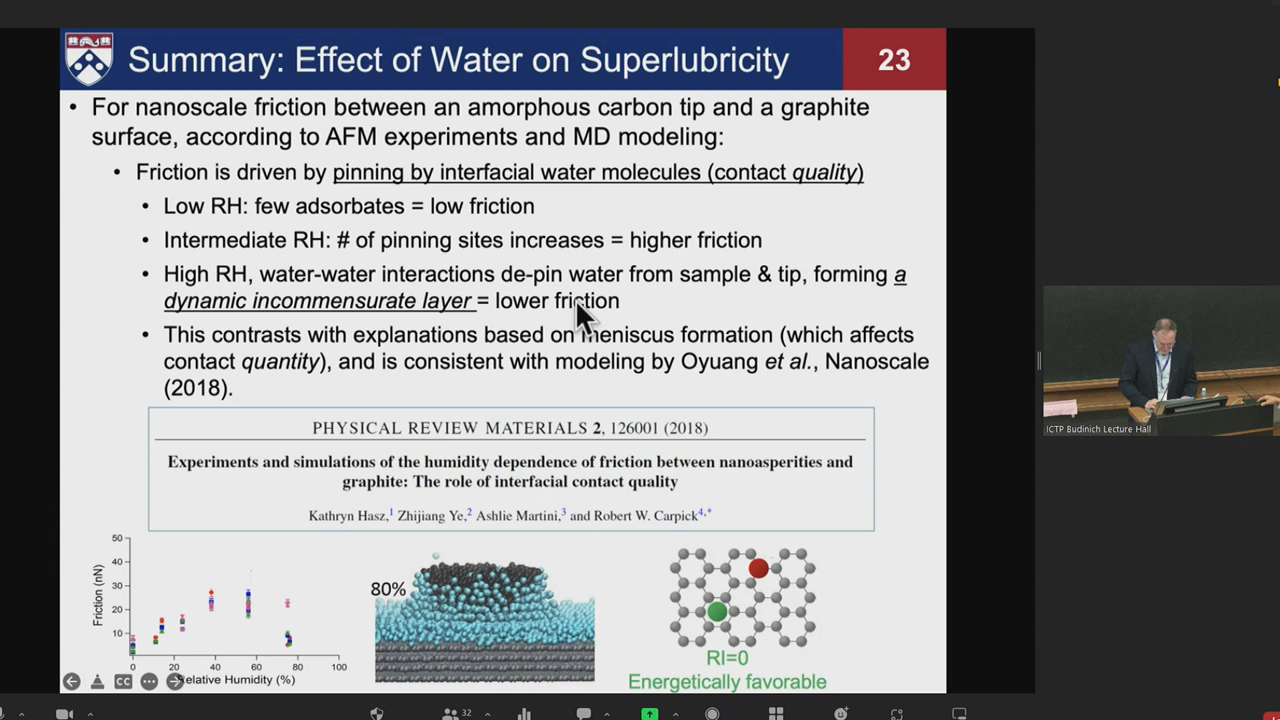 Summary: Effect of Water on Superlubricity
23
• For nanoscale friction between an amorphous carbon tip and a graphite
surface, according to AFM experiments and MD modeling:
• Friction is driven by pinning by interfacial water molecules (contact quality)
• Low RH: few adsorbates = low friction
• Intermediate RH: # of pinning sites increases = higher friction
• High RH, water-water interactions de-pin water from sample & tip, forming a
dynamic incommensurate layer = lower friction
• This contrasts with explanations based on meniscus formation (which affects
contact quantity), and is consistent with modeling by Oyuang et al., Nanoscale
(2018).
PHYSICAL REVIEW MATERIALS 2, 126001 (2018)
Experiments and simulations of the humidity dependence of friction between nanoasperities and
graphite: The role of interfacial contact quality
Kathryn Hasz,1 Zhijiang Ye,2 Ashlie Martini,3 and Robert W. Carpick4,*
50
40
30
20
10
Friction (nN)
0 20 40 60 80 100
Relative Humidity (%)
80%
RI=0
Energetically favorable
CC
ICTP Budinich Lecture Hall
32